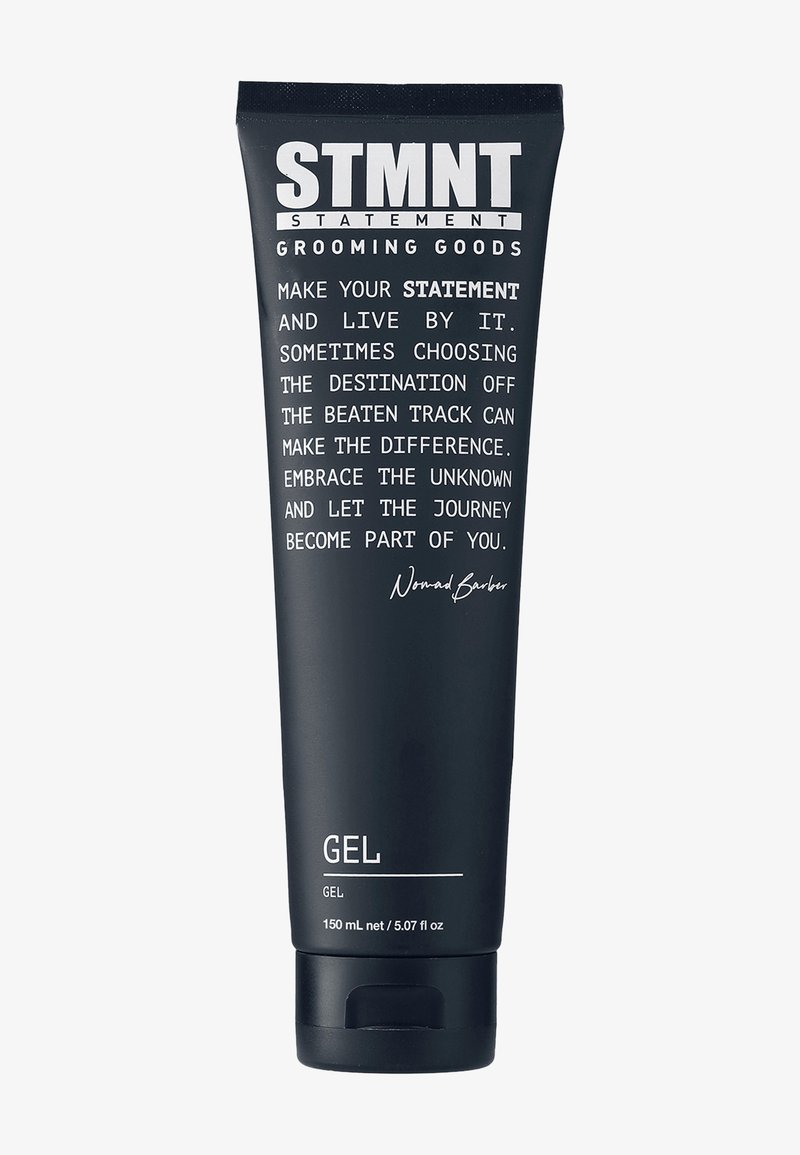 STMNT
STATEMENT
GROOMING GOODS
MAKE YOUR STATEMENT
AND LIVE BY IT.
SOMETIMES CHOOSING
THE DESTINATION OFF
THE BEATEN TRACK CAN
MAKE THE DIFFERENCE.
EMBRACE THE UNKNOWN
AND LET THE JOURNEY
BECOME PART OF YOU.
Nomad Barber
GEL
GEL
150 mL net / 5.07 fl oz